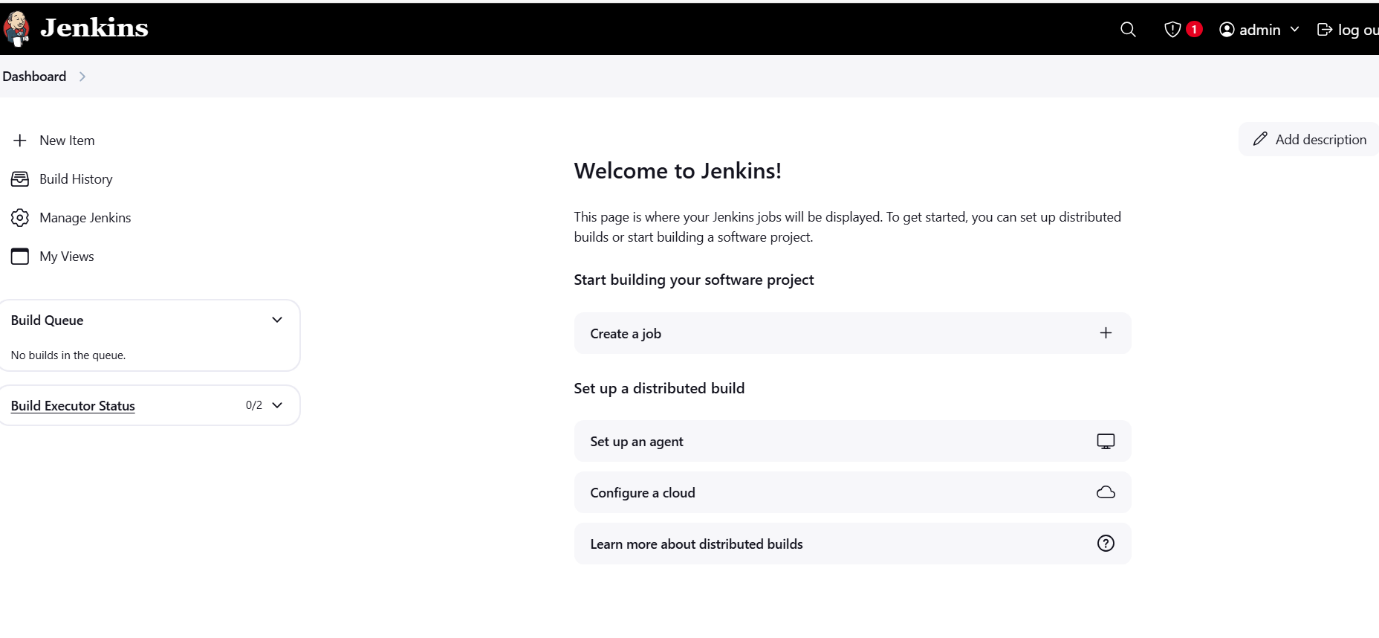 Jenkins
1
admin
log ou
Dashboard
New Item
Build History
Manage Jenkins
My Views
Build Queue
No builds in the queue.
Build Executor Status 0/2
Add description
Welcome to Jenkins!
This page is where your Jenkins jobs will be displayed. To get started, you can set up distributed
builds or start building a software project.
Start building your software project
Create a job
Set up a distributed build
Set up an agent
Configure a cloud
Learn more about distributed builds